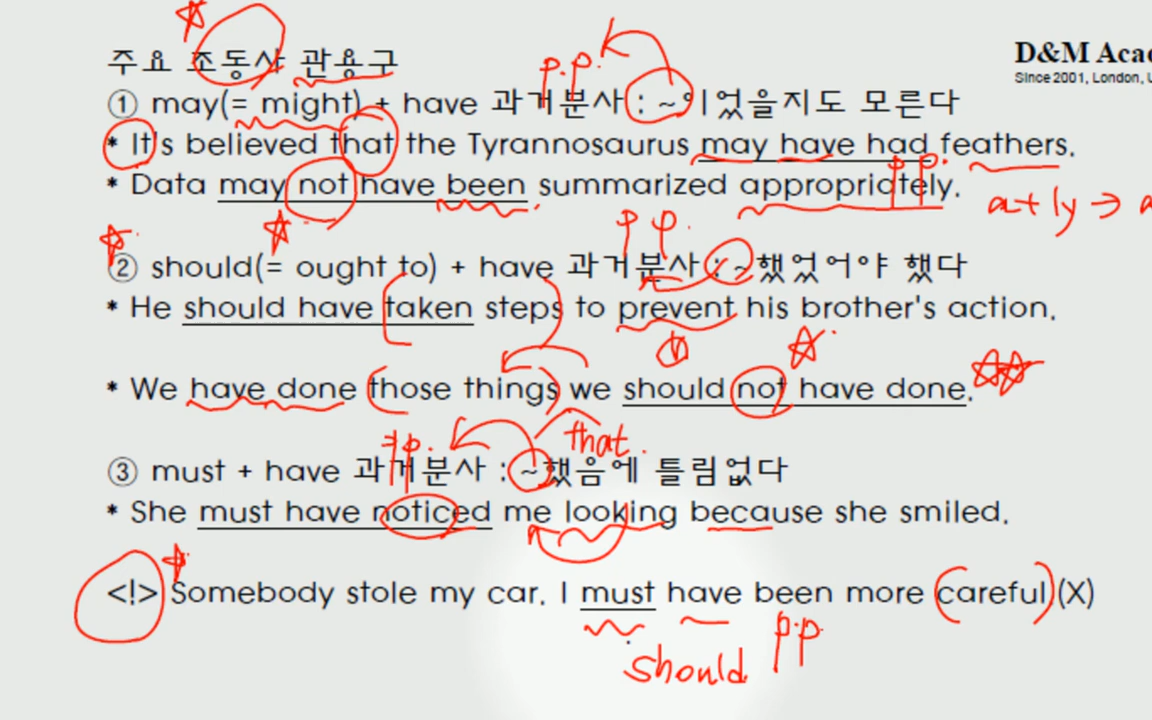 주요 조동사 관용구
D&M Aca
Since 2001, London, U
p.p.
① may(= might) + have 과거분사 : ~이었을지도 모른다
* It's believed that the Tyrannosaurus may have had feathers.
p.p.
* Data may not have been summarized appropriately.
a+ly → a
p p.
② should(= ought to) + have 과거분사 : ~했었어야 했다
* He should have taken steps to prevent his brother's action.
* We have done those things we should not have done.
that.
p.
③ must + have 과거분사 : ~했음에 틀림없다
* She must have noticed me looking because she smiled.
<!> Somebody stole my car. I must have been more careful (X)
should p.p.